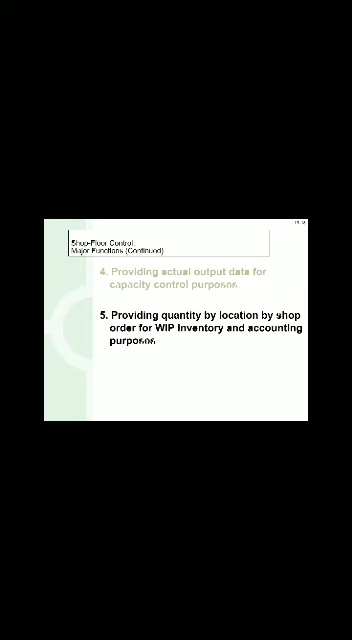 Shop-Floor Control:
Major Functions (Continued)
4. Providing actual output data for
capacity control purposes
5. Providing quantity by location by shop
order for WIP inventory and accounting
purposes